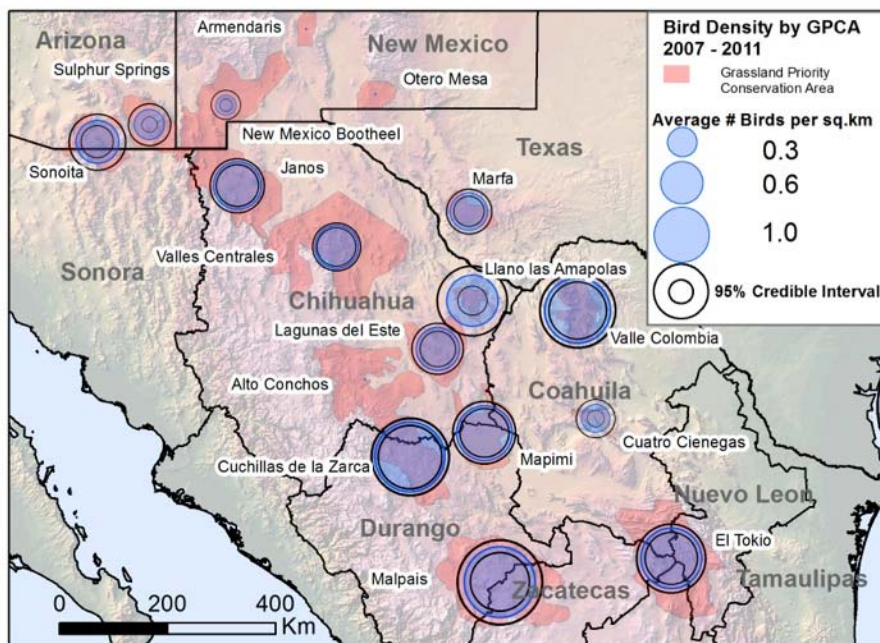 Arizona
Armendaris
New Mexico
Sulphur Springs
Otero Mesa
New Mexico Bootheel
Sonoita
Janos
Texas
Marfa
Valles Centrales
Sonora
Llano las Amapolas
Chihuahua
Lagunas del Este
Valle Colombia
Alto Conchos
Coahuila
Cuatro Cienegas
Cuchillas de la Zarca
Mapimi
Nuevo Leon
Durango
El Tokio
Malpais
Zacatecas
Tamaulipas
0 200 400
Km
Bird Density by GPCA
2007 - 2011
Grassland Priority
Conservation Area
Average # Birds per sq.km
0.3
0.6
1.0
95% Credible Interval